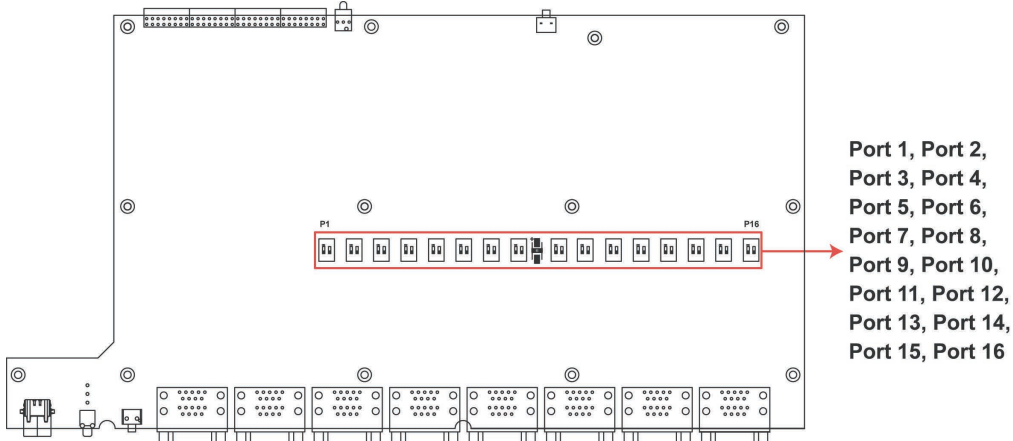 P1
P16
Port 1, Port 2,
Port 3, Port 4,
Port 5, Port 6,
Port 7, Port 8,
Port 9, Port 10,
Port 11, Port 12,
Port 13, Port 14,
Port 15, Port 16